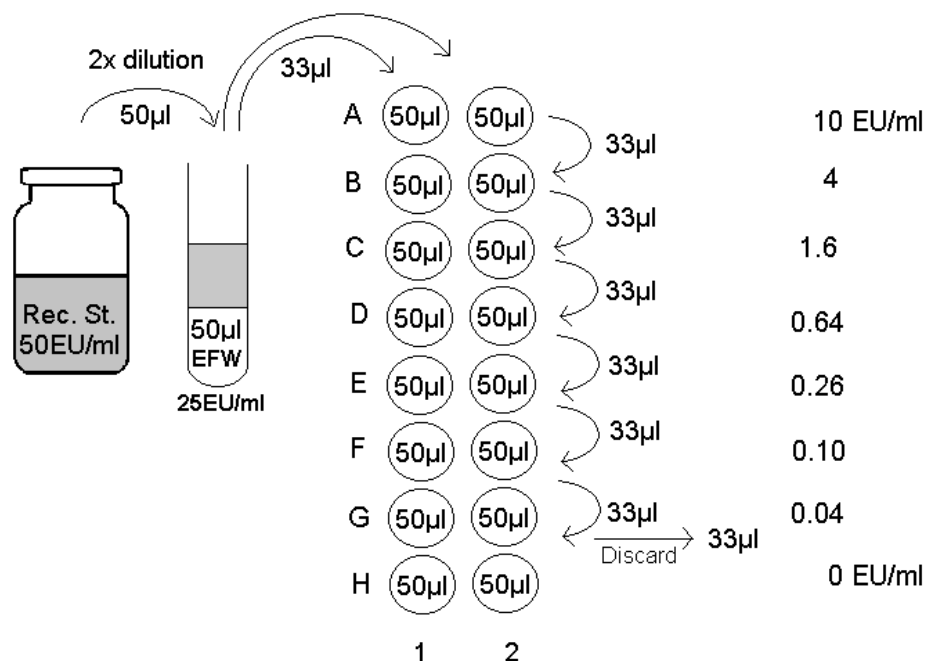 2x dilution
50µl
33µl
Rec. St.
50EU/ml
50µl
EFW
25EU/ml
A 50µl 50µl 10 EU/ml
33µl
B 50µl 50µl 4
33µl
C 50µl 50µl 1.6
33µl
D 50µl 50µl 0.64
33µl
E 50µl 50µl 0.26
33µl
F 50µl 50µl 0.10
33µl
G 50µl 50µl 0.04
Discard 33µl
H 50µl 50µl 0 EU/ml
1 2